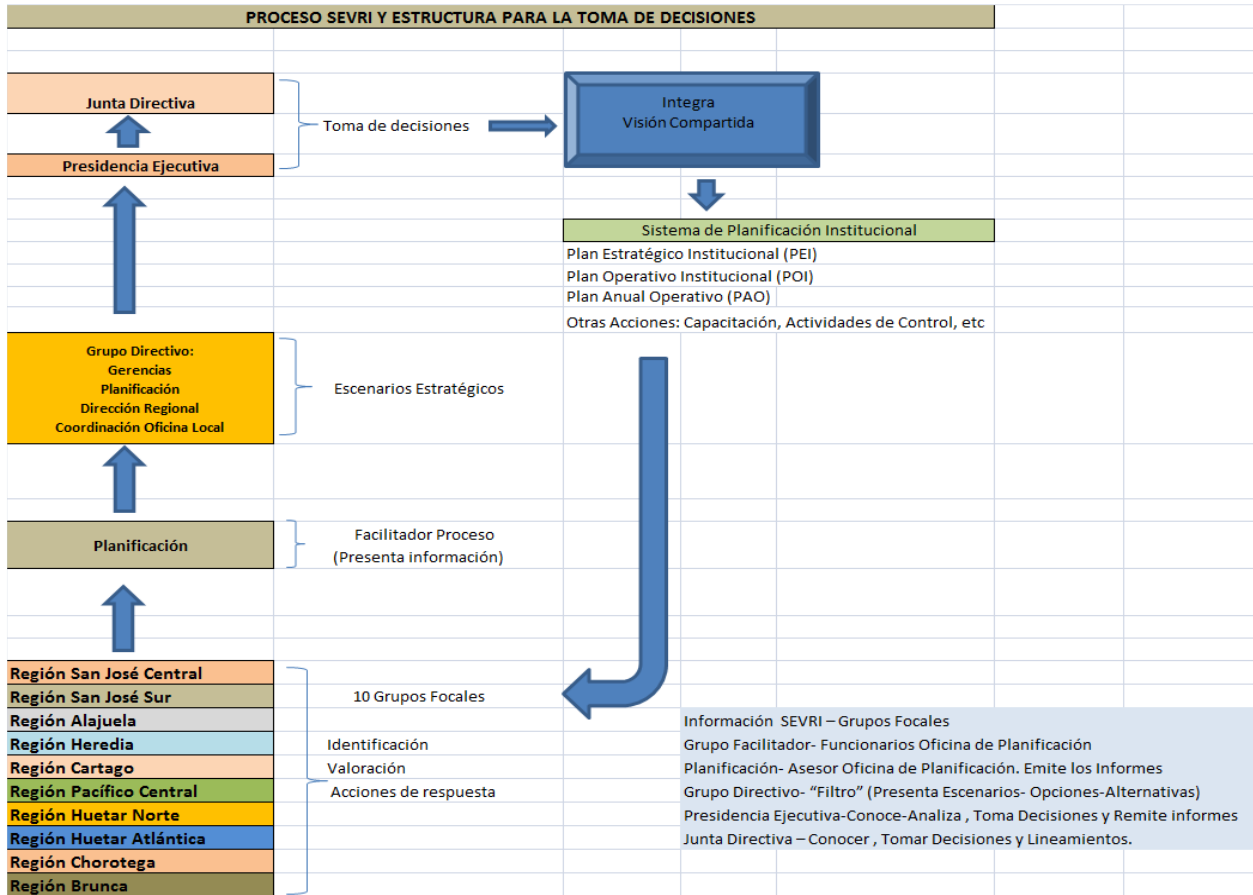 PROCESO SEVRI Y ESTRUCTURA PARA LA TOMA DE DECISIONES
Junta Directiva
Presidencia Ejecutiva
Toma de decisiones
Integra
Visión Compartida
Sistema de Planificación Institucional
Plan Estratégico Institucional (PEI)
Plan Operativo Institucional (POI)
Plan Anual Operativo (PAO)
Otras Acciones: Capacitación, Actividades de Control, etc
Grupo Directivo:
Gerencias
Planificación
Dirección Regional
Coordinación Oficina Local
Escenarios Estratégicos
Planificación
Facilitador Proceso
(Presenta información)
Región San José Central
Región San José Sur
Región Alajuela
Región Heredia
Región Cartago
Región Pacífico Central
Región Huetar Norte
Región Huetar Atlántica
Región Chorotega
Región Brunca
10 Grupos Focales
Identificación
Valoración
Acciones de respuesta
Información  SEVRI – Grupos Focales
Grupo Facilitador- Funcionarios Oficina de Planificación
Planificación- Asesor Oficina de Planificación. Emite los Informes
Grupo Directivo- “Filtro” (Presenta Escenarios- Opciones-Alternativas)
Presidencia Ejecutiva-Conoce-Analiza , Toma Decisiones y Remite informes
Junta Directiva – Conocer , Tomar Decisiones y Lineamientos.